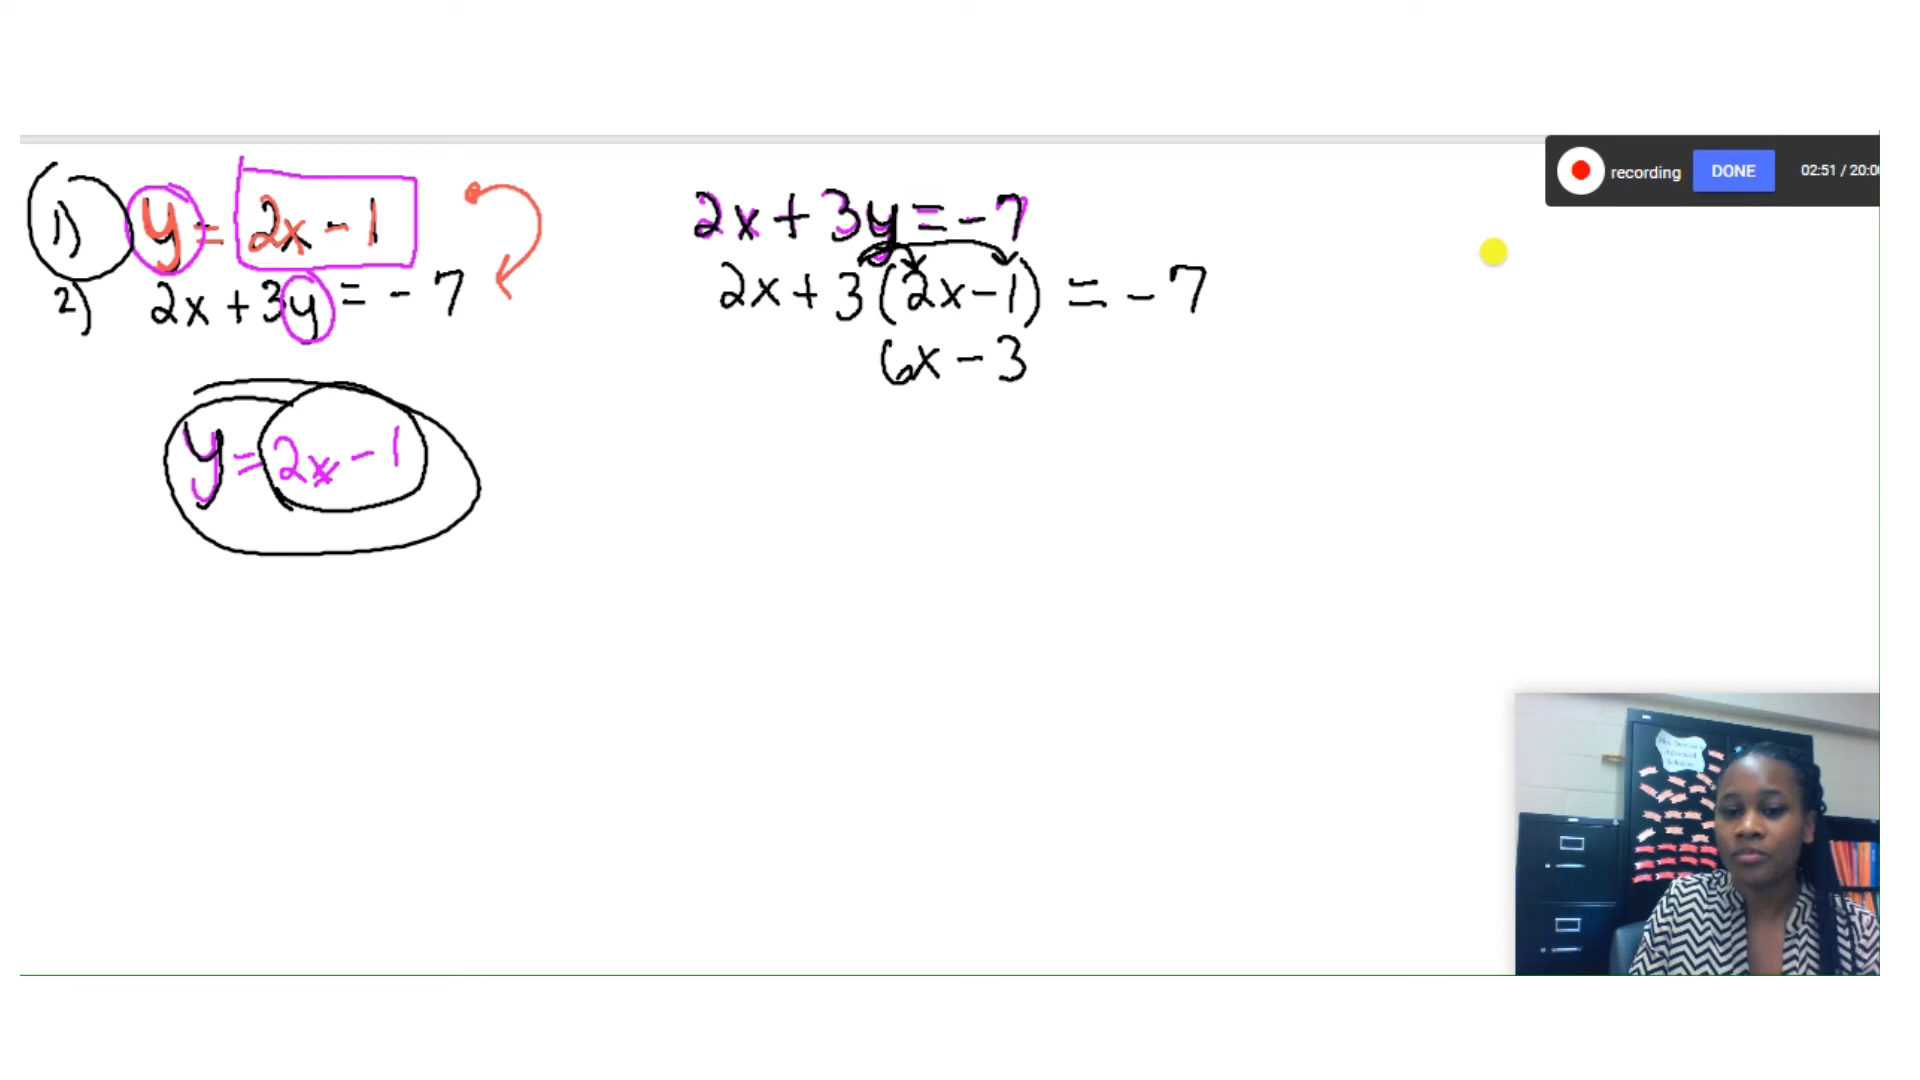 1) y = 2x - 1
2) 2x + 3y = - 7
y = 2x - 1
2x + 3y = - 7
2x + 3(2x - 1) = - 7
6x - 3
recording DONE 02:51 / 20:0